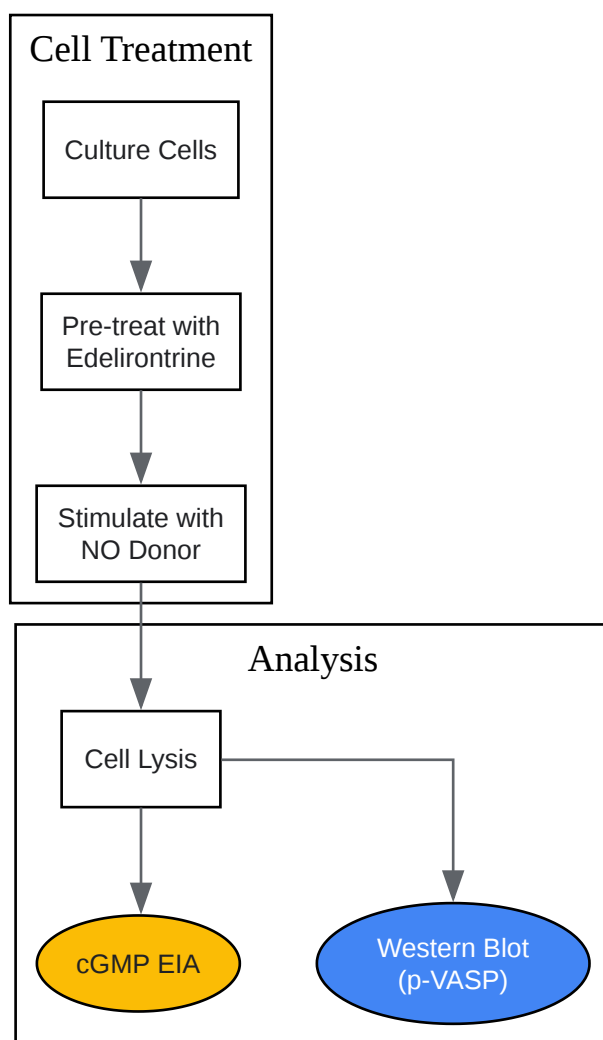 Cell Treatment
Culture Cells
Pre-treat with
Edelirontrine
Stimulate with
NO Donor
Analysis
Cell Lysis
cGMP EIA
Western Blot
(p-VASP)